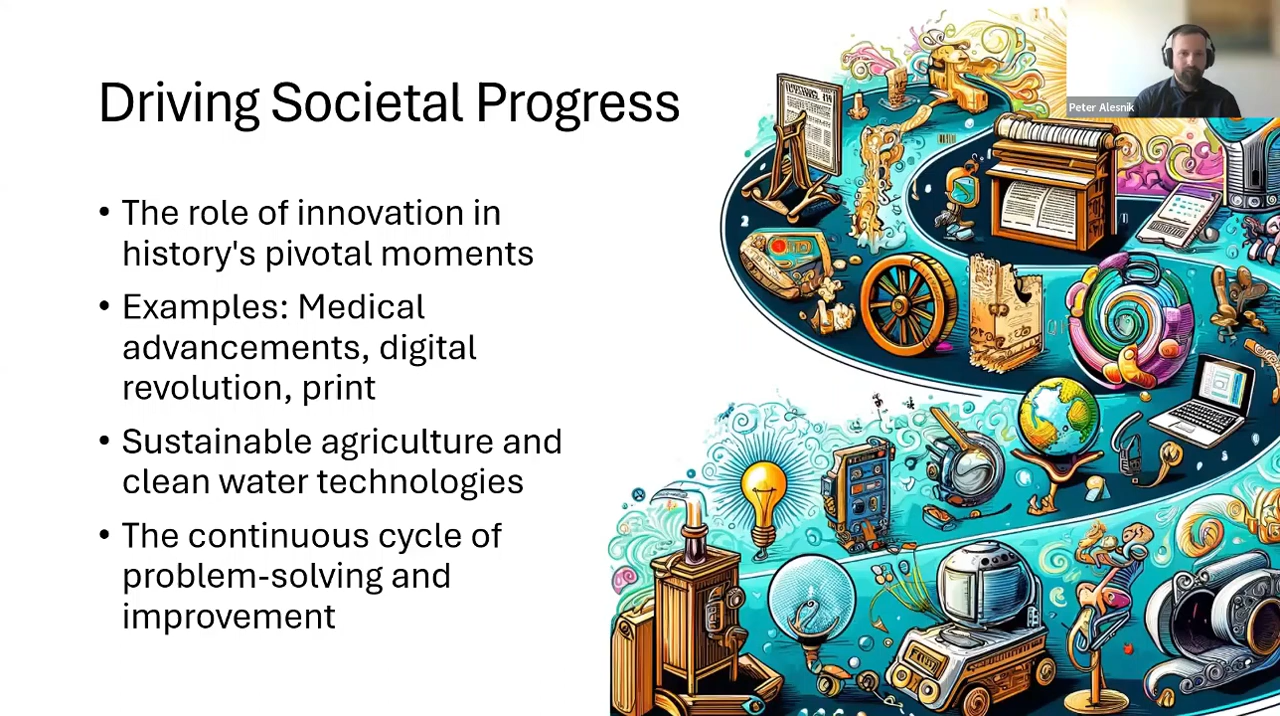 Driving Societal Progress
Peter Alesnik
• The role of innovation in
history's pivotal moments
• Examples: Medical
advancements, digital
revolution, print
• Sustainable agriculture and
clean water technologies
• The continuous cycle of
problem-solving and
improvement